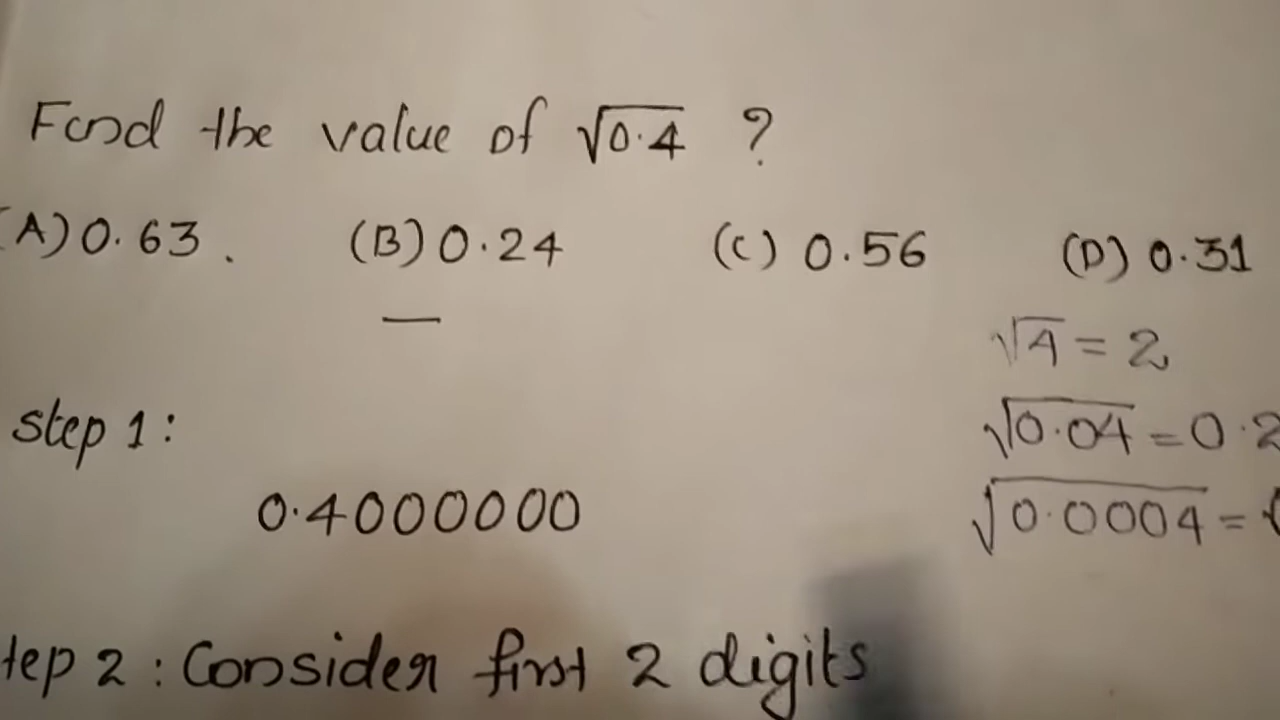 Find the value of √0.4 ?
(A) 0.63. (B) 0.24 (C) 0.56 (D) 0.31
√4 = 2
step 1:
√0.04 = 0.2
0.4000000
√0.0004 =
tep 2: Consider first 2 digits